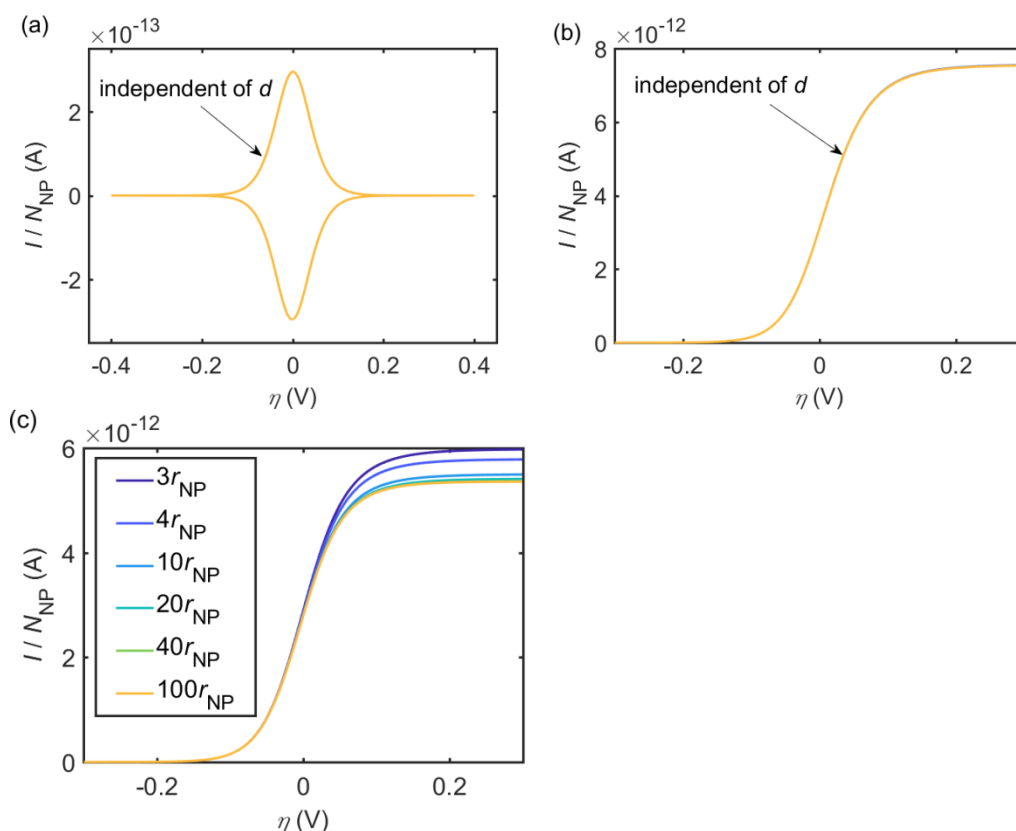 (a)
×10⁻¹³
independent of d
I / N_NP (A)
2
0
-2
-0.4 -0.2 0 0.2 0.4
η (V)
(b)
×10⁻¹²
independent of d
I / N_NP (A)
8
6
4
2
0
-0.2 0 0.2
η (V)
(c)
×10⁻¹²
I / N_NP (A)
6
4
2
0
3r_NP
4r_NP
10r_NP
20r_NP
40r_NP
100r_NP
-0.2 0 0.2
η (V)